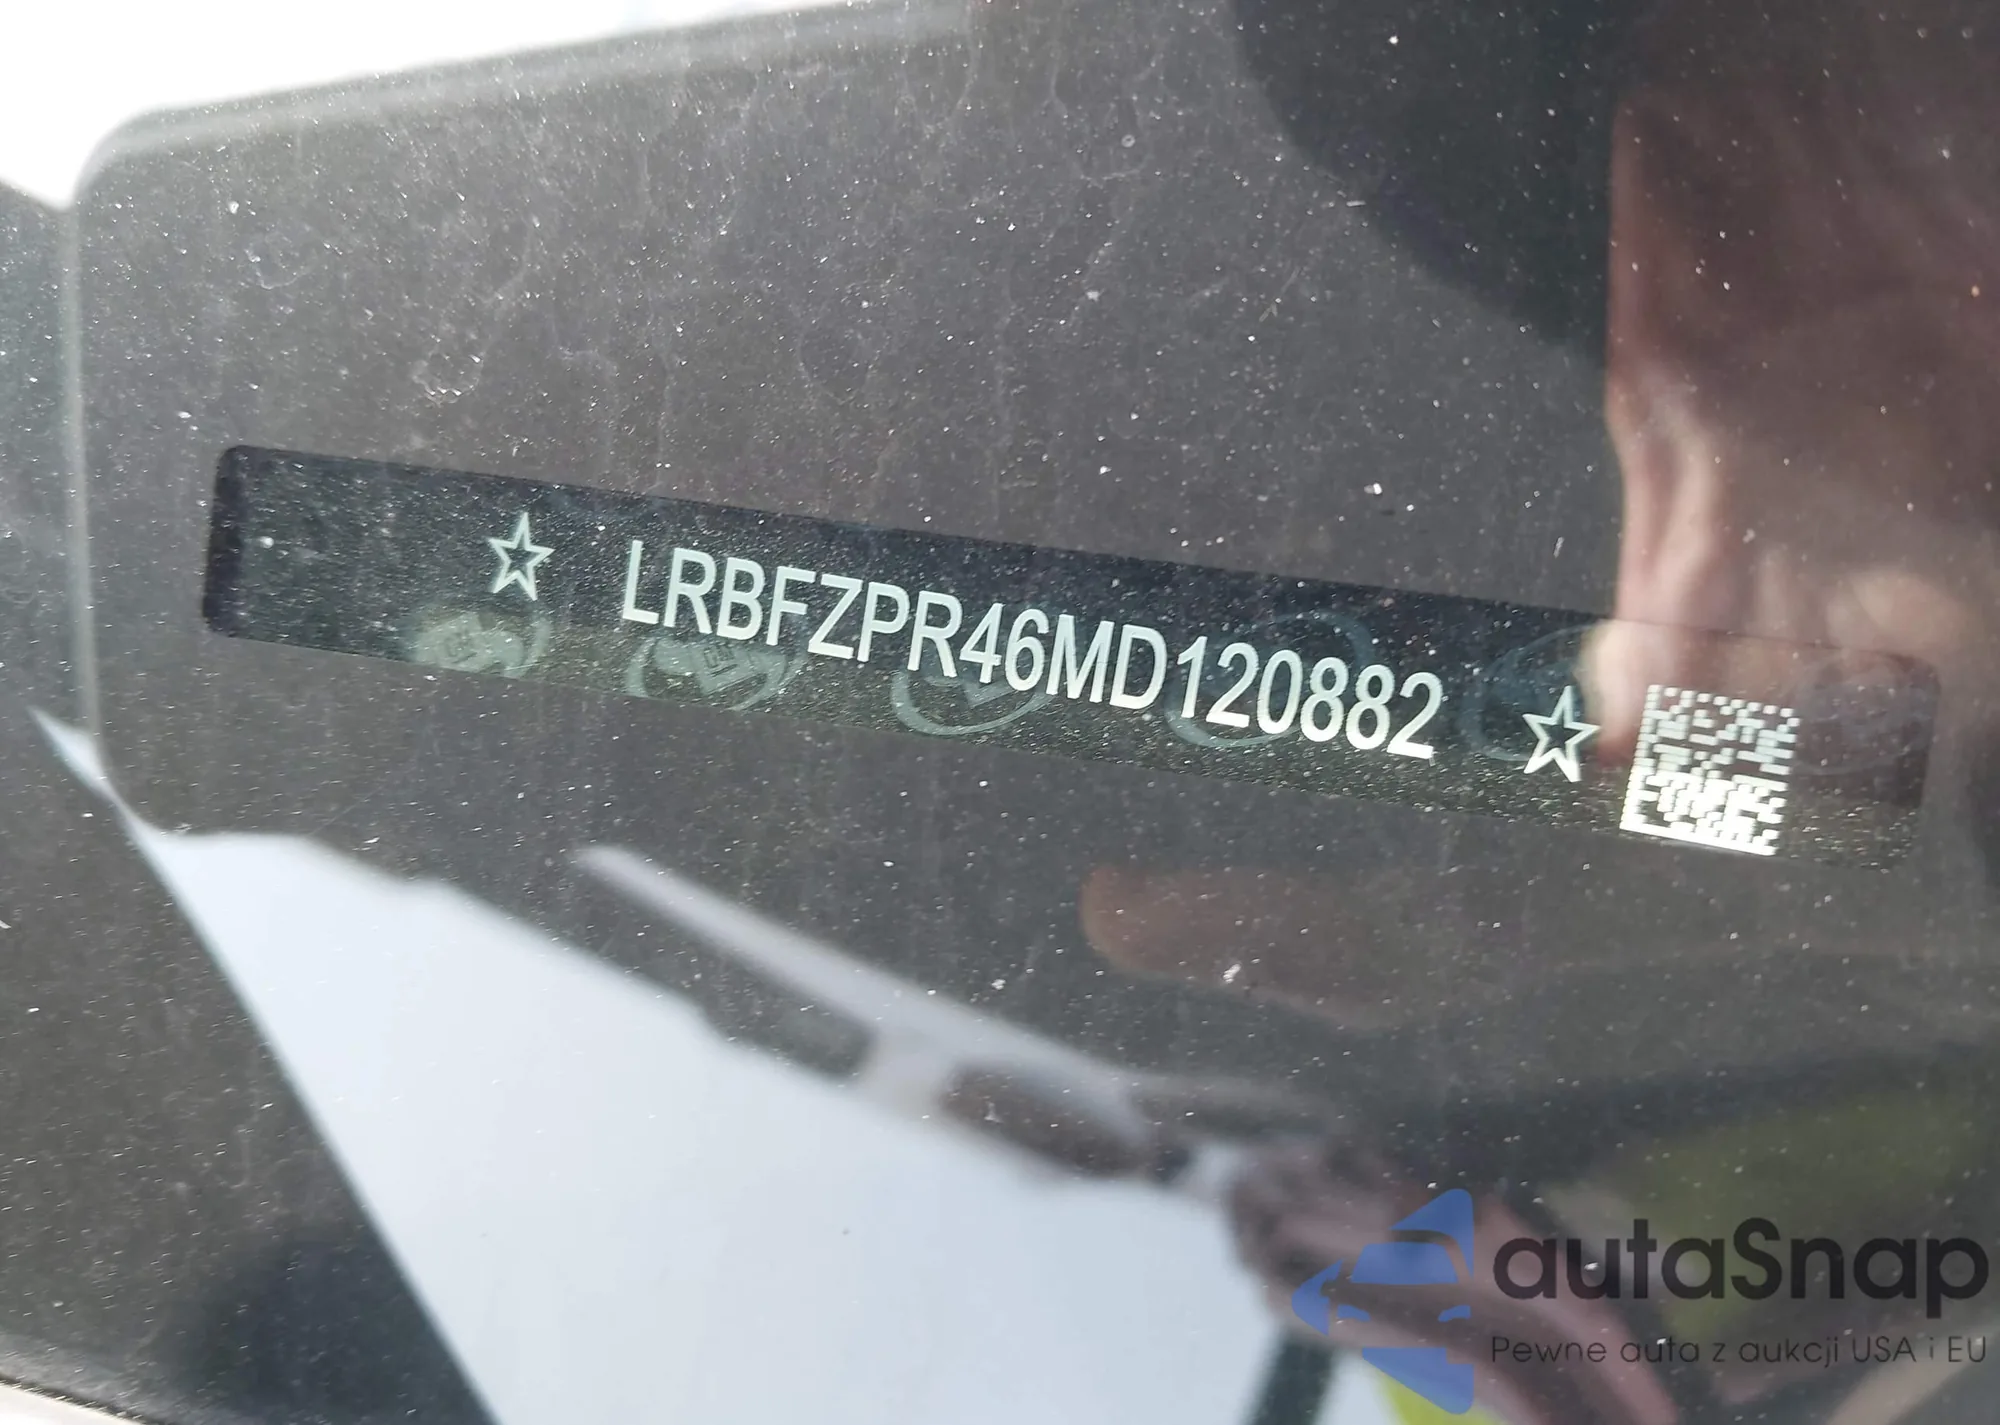 ☆ LRBFZPR46MD120882 ☆
autaSnap
Pewne auta z aukcji USA i EU